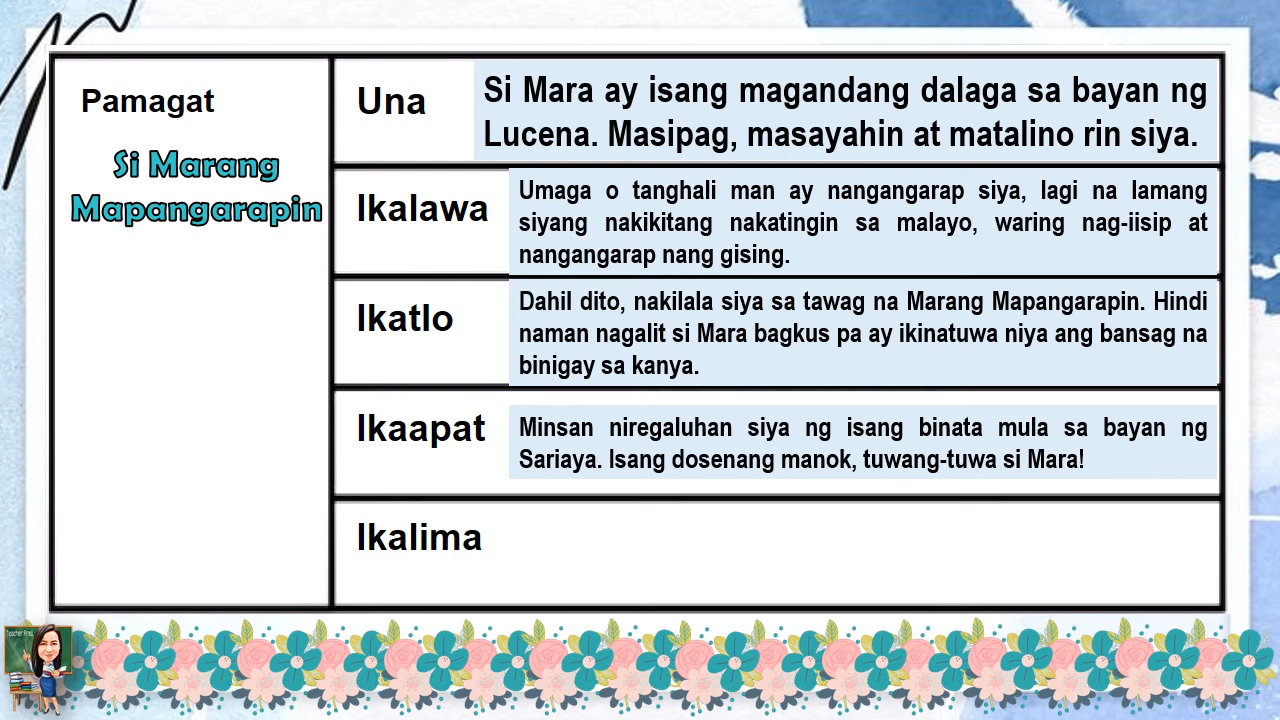 Pamagat
Si Marang
Mapangarapin
Una
Si Mara ay isang magandang dalaga sa bayan ng
Lucena. Masipag, masayahin at matalino rin siya.
Ikalawa
Umaga o tanghali man ay nangangarap siya, lagi na lamang
siyang nakikitang nakatingin sa malayo, waring nag-iisip at
nangangarap nang gising.
Ikatlo
Dahil dito, nakilala siya sa tawag na Marang Mapangarapin. Hindi
naman nagalit si Mara bagkus pa ay ikinatuwa niya ang bansag na
binigay sa kanya.
Ikaapat
Minsan niregaluhan siya ng isang binata mula sa bayan ng
Sariaya. Isang dosenang manok, tuwang-tuwa si Mara!
Ikalima